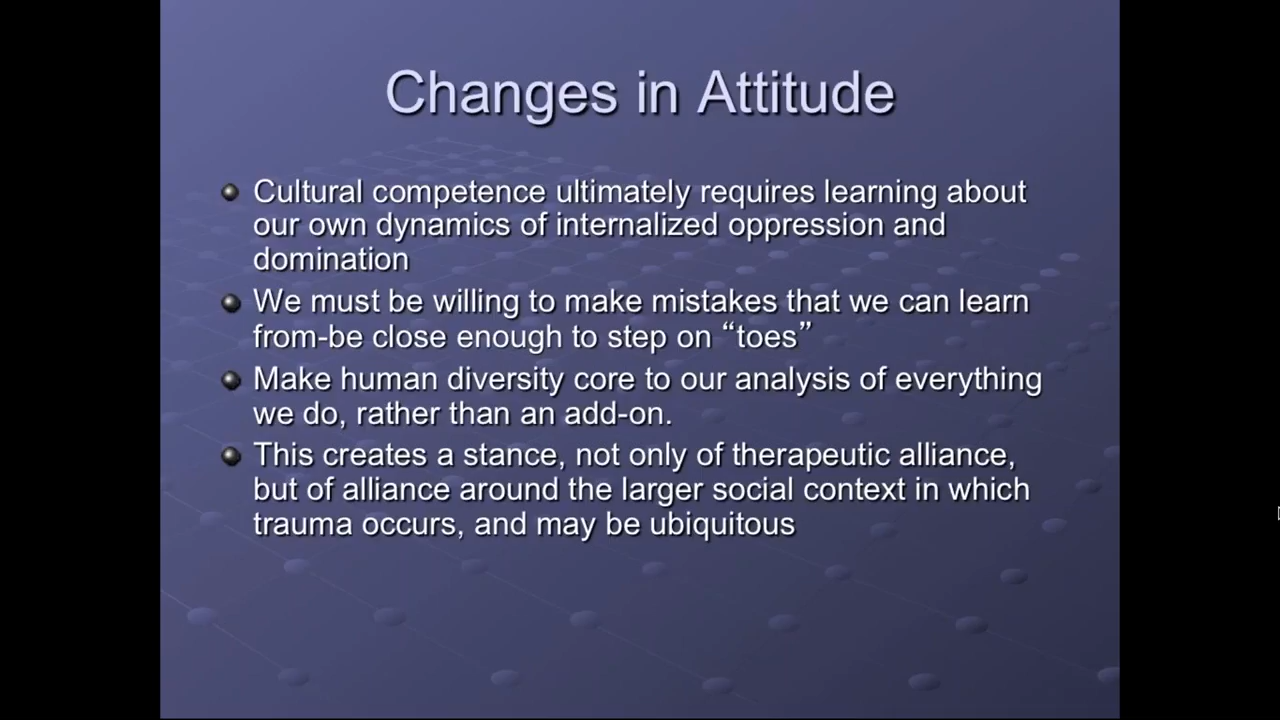 Changes in Attitude
Cultural competence ultimately requires learning about
our own dynamics of internalized oppression and
domination
We must be willing to make mistakes that we can learn
from-be close enough to step on “toes”
Make human diversity core to our analysis of everything
we do, rather than an add-on.
This creates a stance, not only of therapeutic alliance,
but of alliance around the larger social context in which
trauma occurs, and may be ubiquitous